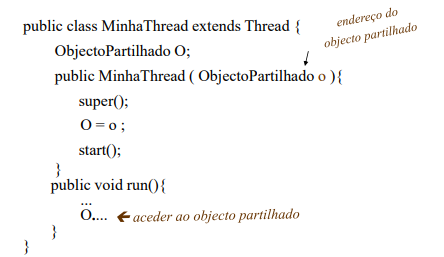 public class MinhaThread extends Thread {
endereço do
objecto partilhado
ObjectoPartilhado O;
public MinhaThread ( ObjectoPartilhado o ){
super();
O = o ;
start();
}
public void run(){
...
O.... 🡸 aceder ao objecto partilhado
}
}